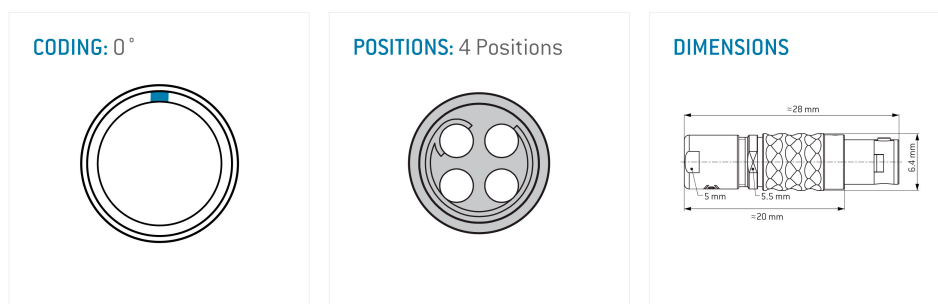 CODING: 0°
POSITIONS: 4 Positions
DIMENSIONS
≈28 mm
6.4 mm
5 mm
5.5 mm
≈20 mm